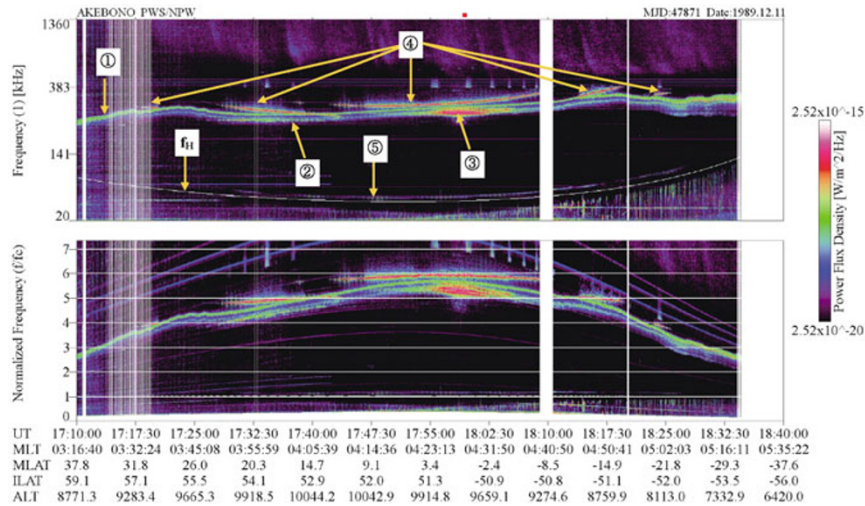 AKEBONO PWS/NPW MJD:47871 Date:1989.12.11
1360
383
141
20
Frequency (1) [kHz]
①
④
f_H
②
⑤
③
2.52x10^-15
Power Flux Density [W/m^2/Hz]
2.52x10^-20
7
6
5
4
3
2
1
0
Normalized Frequency (f/fc)
UT 17:10:00 17:17:30 17:25:00 17:32:30 17:40:00 17:47:30 17:55:00 18:02:30 18:10:00 18:17:30 18:25:00 18:32:30 18:40:00
MLT 03:16:40 03:32:24 03:45:08 03:55:59 04:05:39 04:14:36 04:23:13 04:31:50 04:40:50 04:50:41 05:02:03 05:16:11 05:35:22
MLAT 37.8 31.8 26.0 20.3 14.7 9.1 3.4 -2.4 -8.5 -14.9 -21.8 -29.3 -37.6
ILAT 59.1 57.1 55.5 54.1 52.9 52.0 51.3 -50.9 -50.8 -51.1 -52.0 -53.5 -56.0
ALT 8771.3 9283.4 9665.3 9918.5 10044.2 10042.9 9914.8 9659.1 9274.6 8759.9 8113.0 7332.9 6420.0